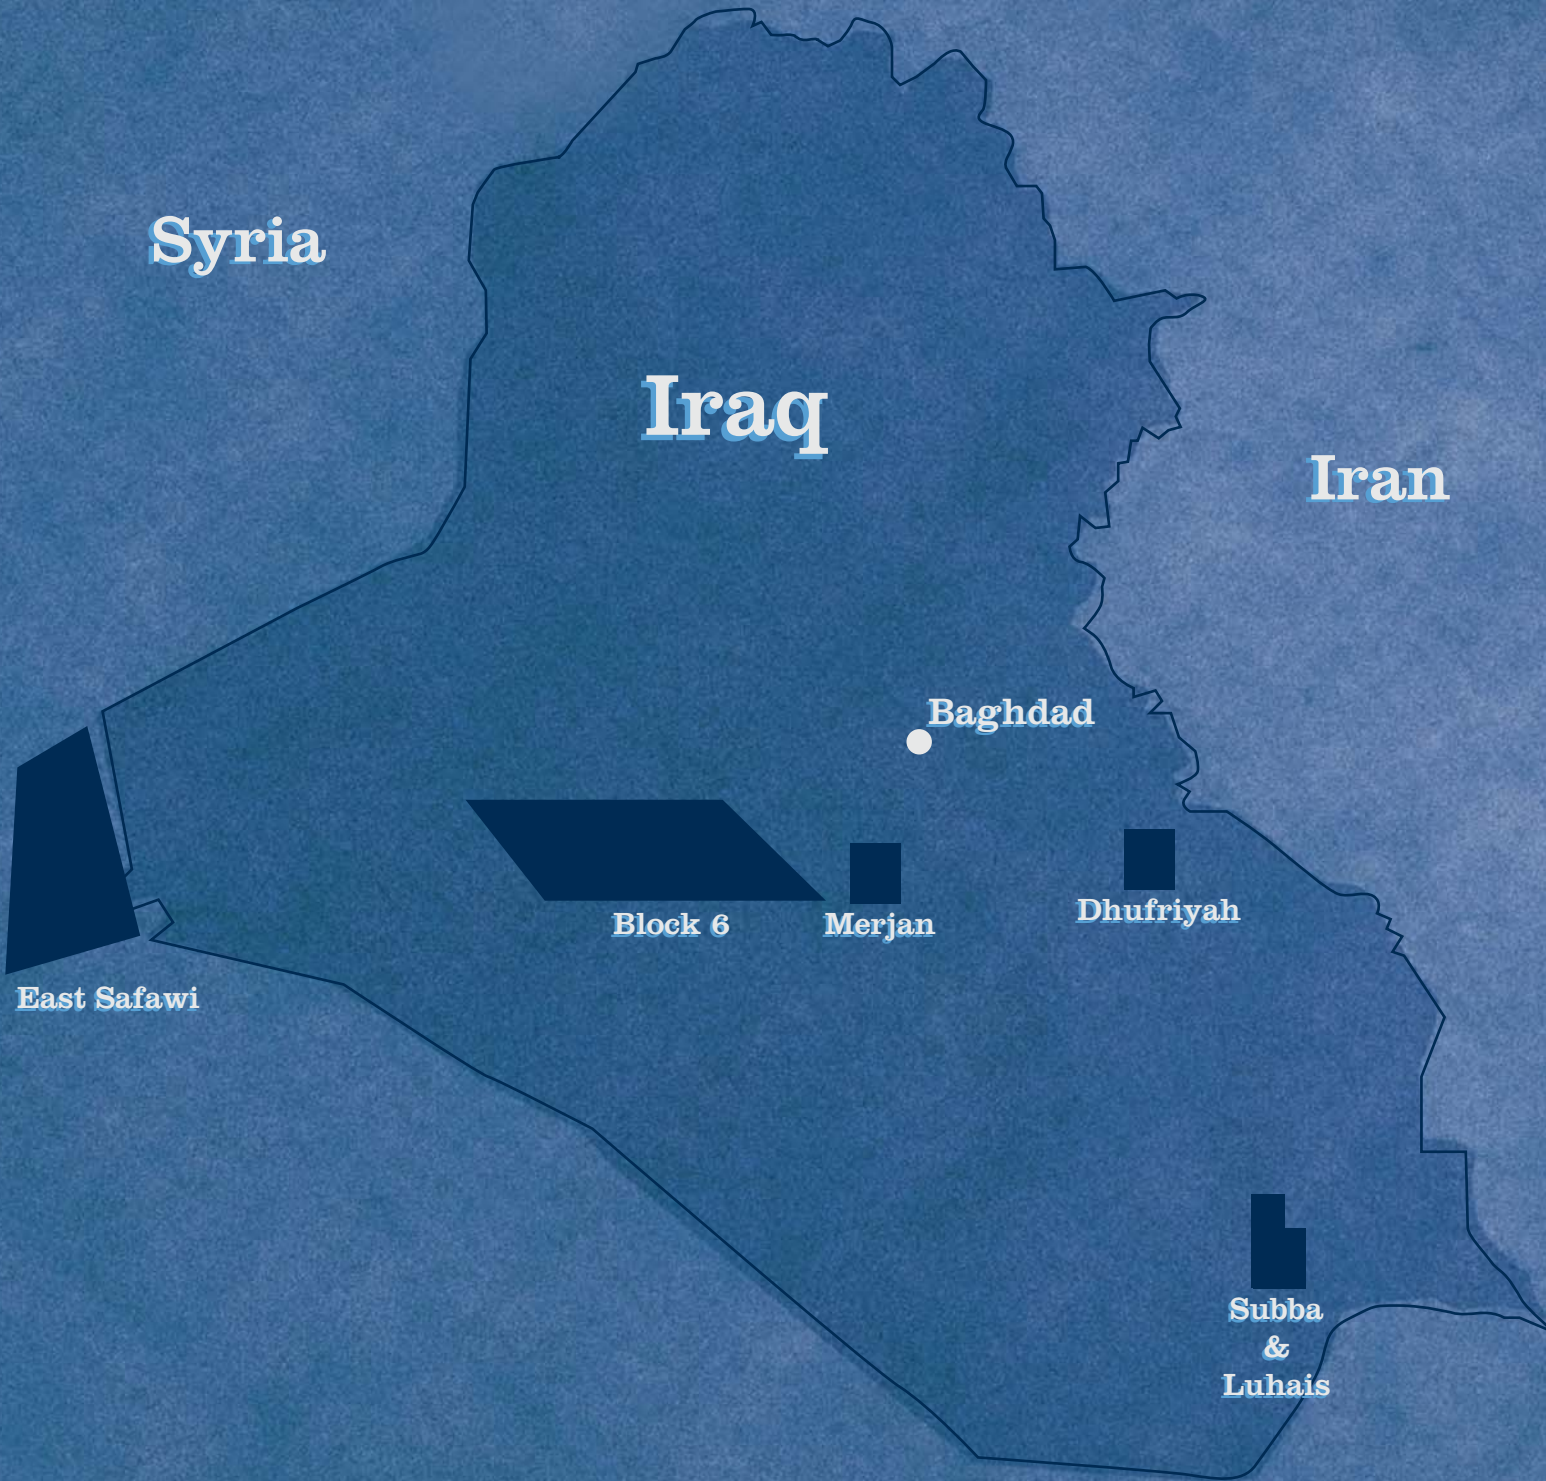 Syria
Iraq
Iran
Baghdad
Block 6
Merjan
Dhufriyah
East Safawi
Subba
&
Luhais